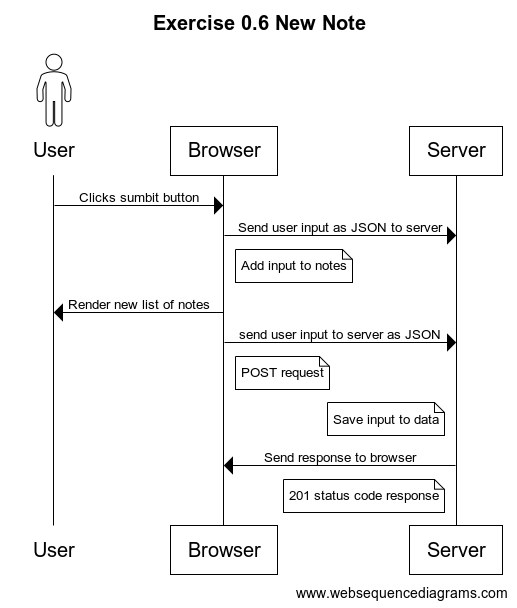 Exercise 0.6 New Note
User
Browser
Server
Clicks sumbit button
Send user input as JSON to server
Add input to notes
Render new list of notes
send user input to server as JSON
POST request
Save input to data
Send response to browser
201 status code response
User
Browser
Server
www.websequencediagrams.com